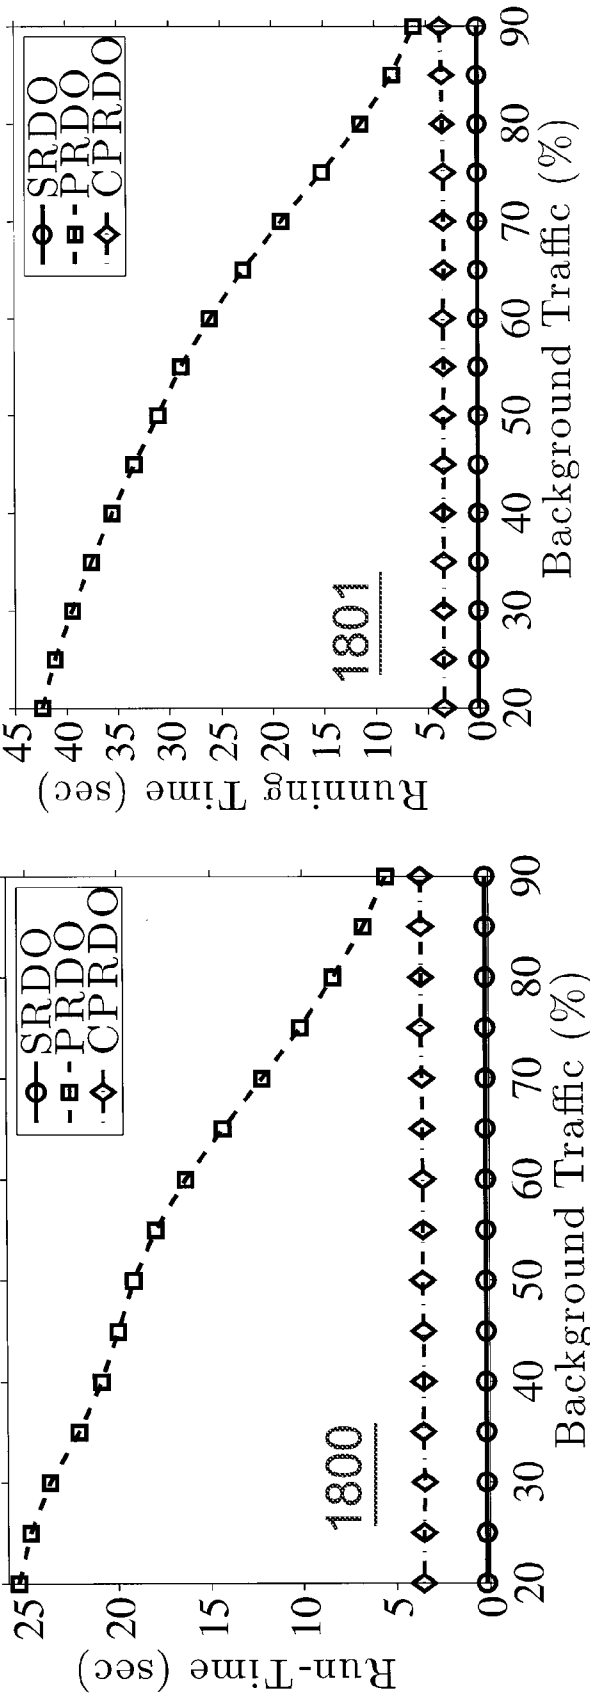 Run-Time (sec)
25
20
15
10
5
0
SRDO
PRDO
CPRDO
1800
20 30 40 50 60 70 80 90
Background Traffic (%)
Running Time (sec)
45
40
35
30
25
20
15
10
5
0
SRDO
PRDO
CPRDO
1801
20 30 40 50 60 70 80 90
Background Traffic (%)